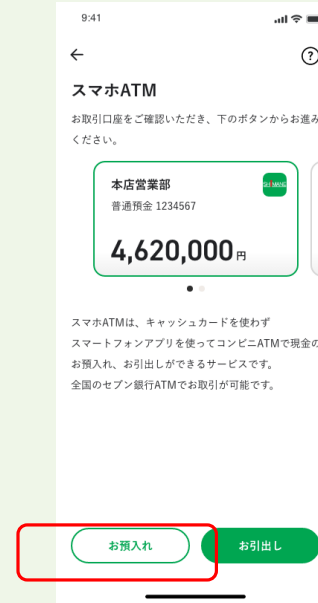 9:41
スマホATM
お取引口座をご確認いただき、下のボタンからお進み
ください。
本店営業部
普通預金 1234567
4,620,000円
スマホATMは、キャッシュカードを使わず
スマートフォンアプリを使ってコンビニATMで現金の
お預入れ、お引出しができるサービスです。
全国のセブン銀行ATMでお取引が可能です。
お預入れ
お引出し